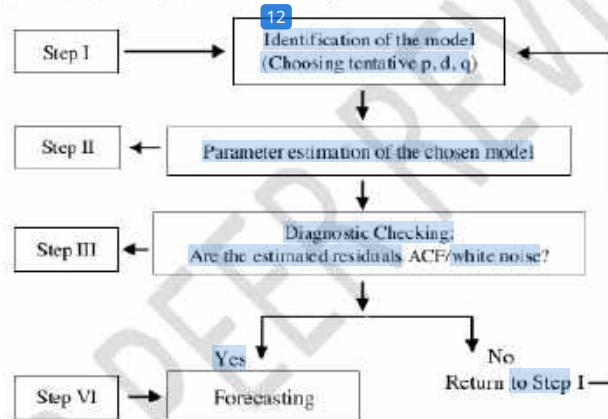 12
Step I
Identification of the model
(Choosing tentative p, d, q)
Step II
Parameter estimation of the chosen model
Step III
Diagnostic Checking:
Are the estimated residuals ACF/white noise?
Yes
No
Return to Step I
Step VI
Forecasting